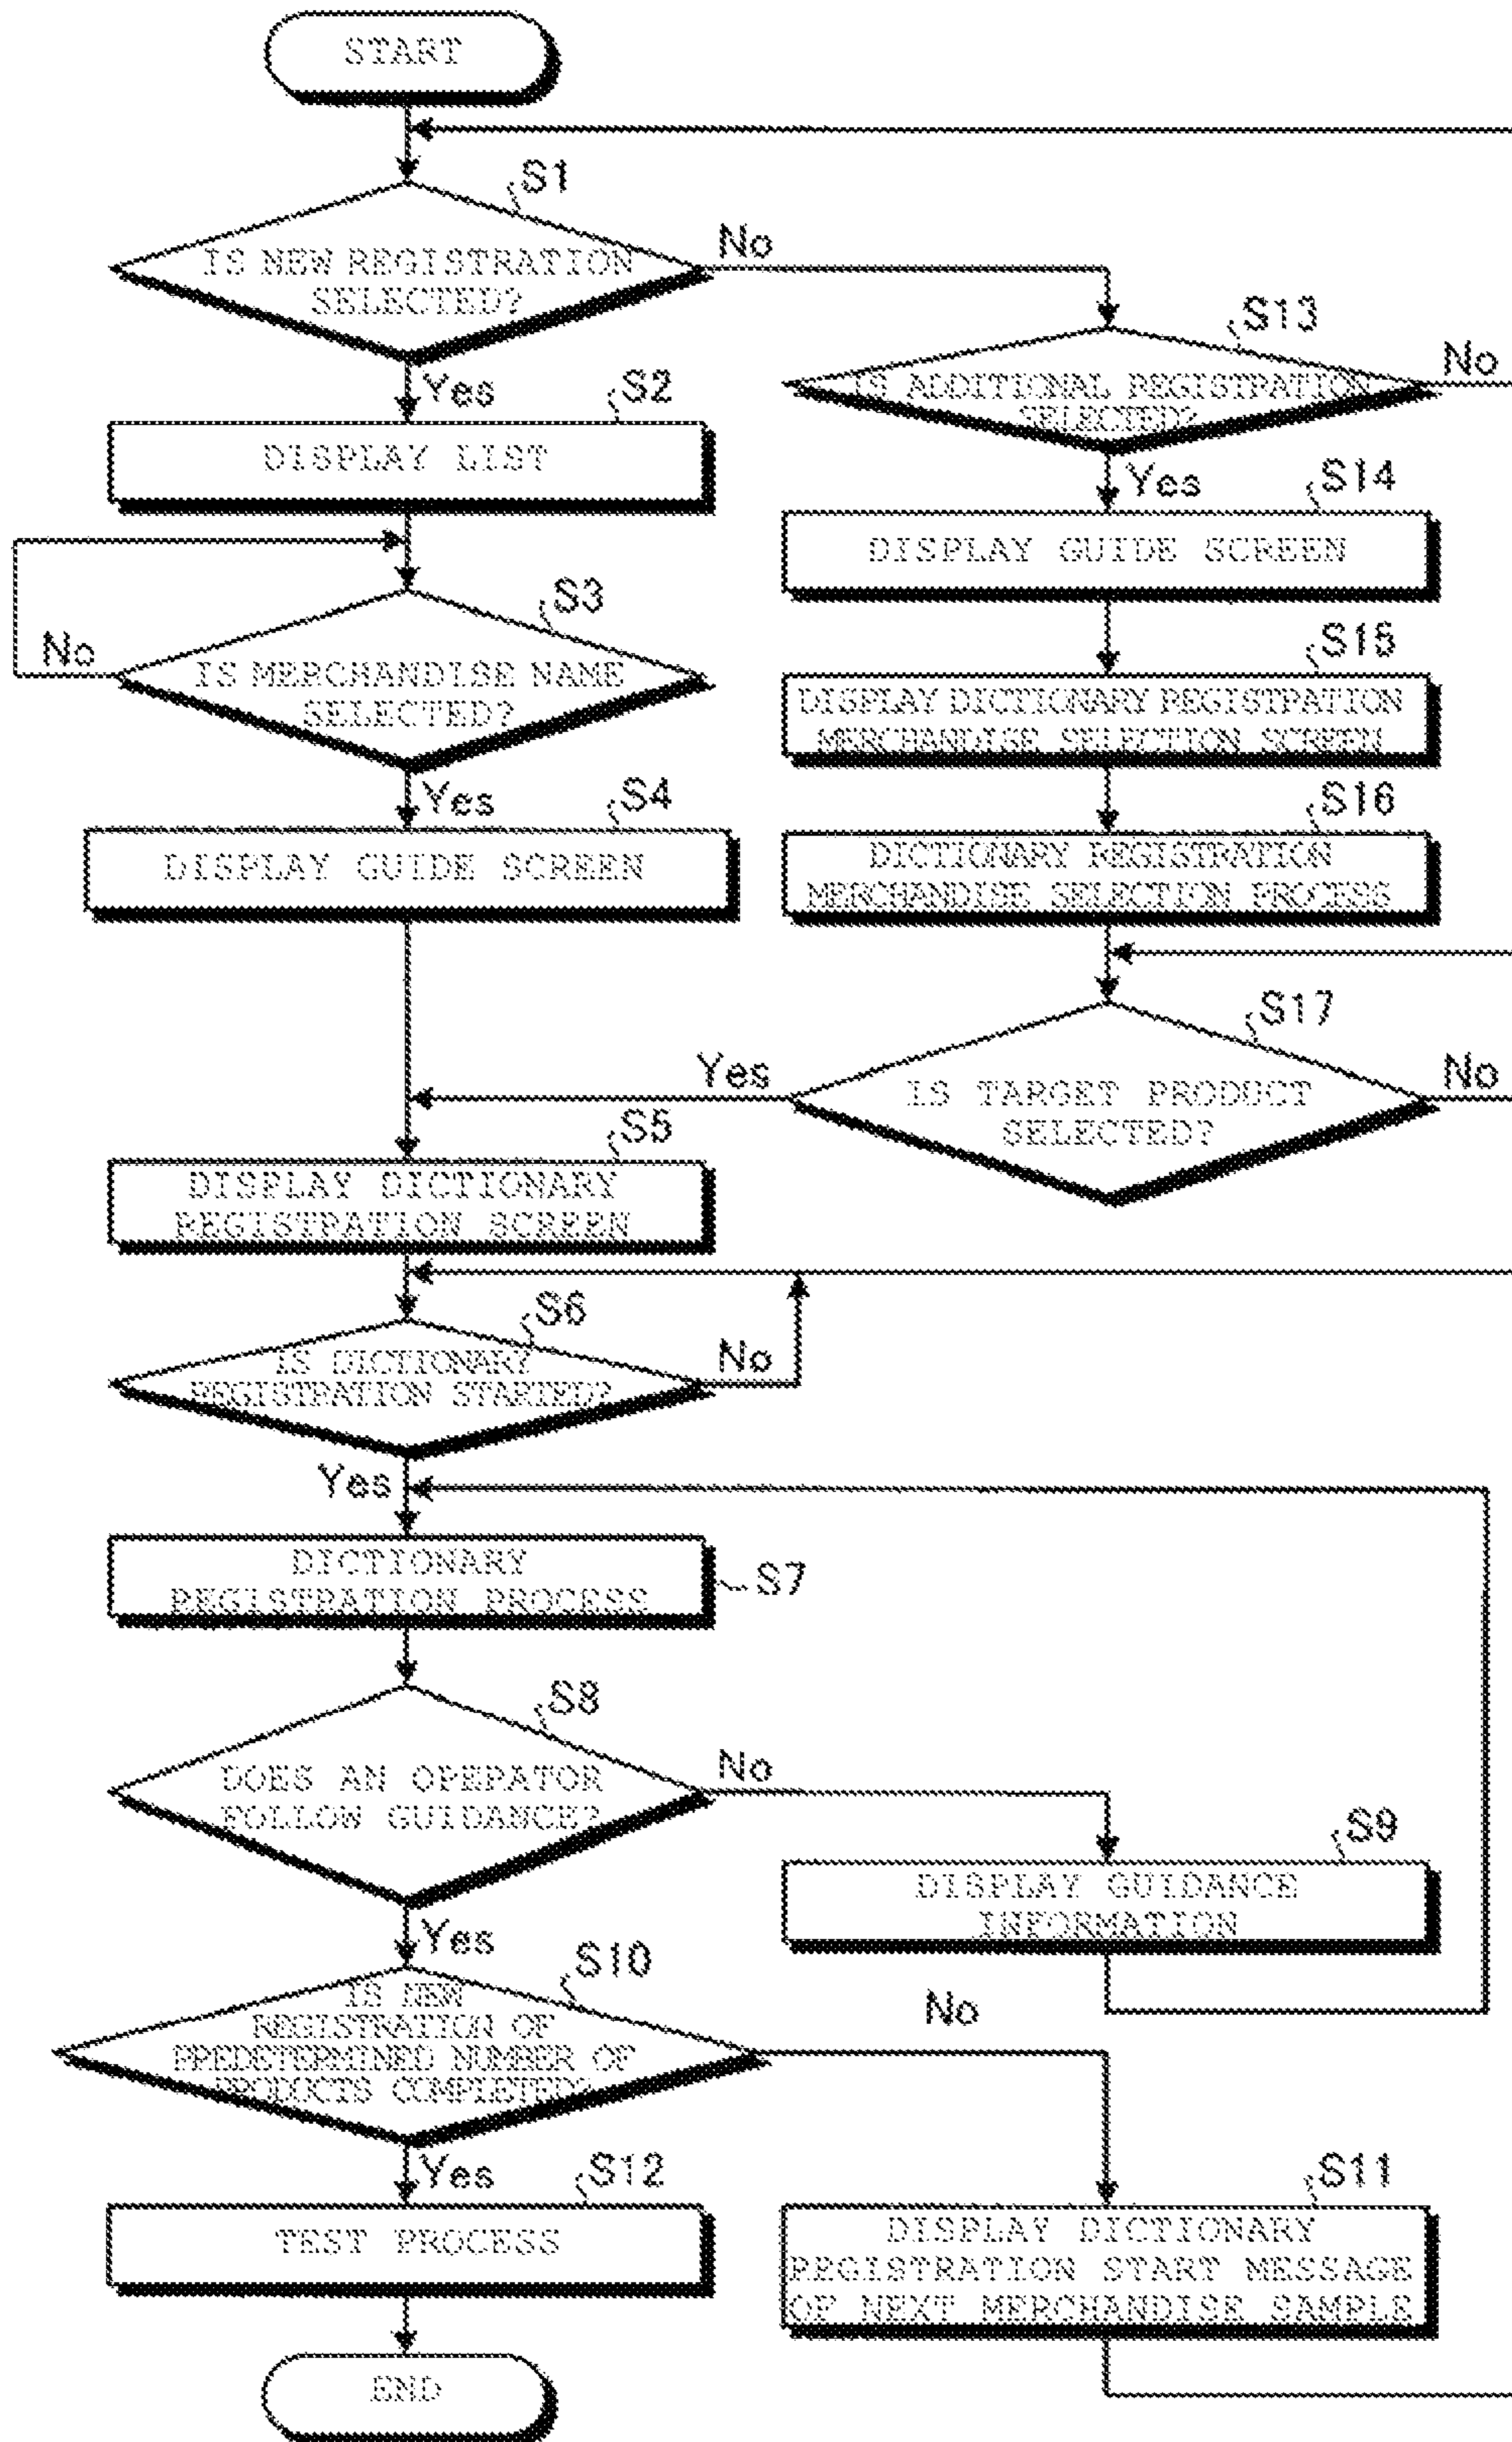 START
S1
IS NEW REGISTRATION
SELECTED?
No
Yes
S2
DISPLAY LIST
S3
IS MERCHANDISE NAME
SELECTED?
No
Yes
S4
DISPLAY GUIDE SCREEN
S13
IS ADDITIONAL REGISTRATION
SELECTED?
No
Yes
S14
DISPLAY GUIDE SCREEN
S15
DISPLAY DICTIONARY REGISTRATION
MERCHANDISE SELECTION SCREEN
S16
DICTIONARY REGISTRATION
MERCHANDISE SELECTION PROCESS
S17
IS TARGET PRODUCT
SELECTED?
Yes
No
S5
DISPLAY DICTIONARY
REGISTRATION SCREEN
S6
IS DICTIONARY
REGISTRATION STARTED?
No
Yes
DICTIONARY
REGISTRATION PROCESS
S7
S8
DOES AN OPERATOR
FOLLOW GUIDANCE?
No
Yes
S9
DISPLAY GUIDANCE
INFORMATION
S10
IS NEW
REGISTRATION OF
PREDETERMINED NUMBER OF
PRODUCTS COMPLETED?
No
Yes
S12
TEST PROCESS
S11
DISPLAY DICTIONARY
REGISTRATION START MESSAGE
OF NEXT MERCHANDISE SAMPLE
END